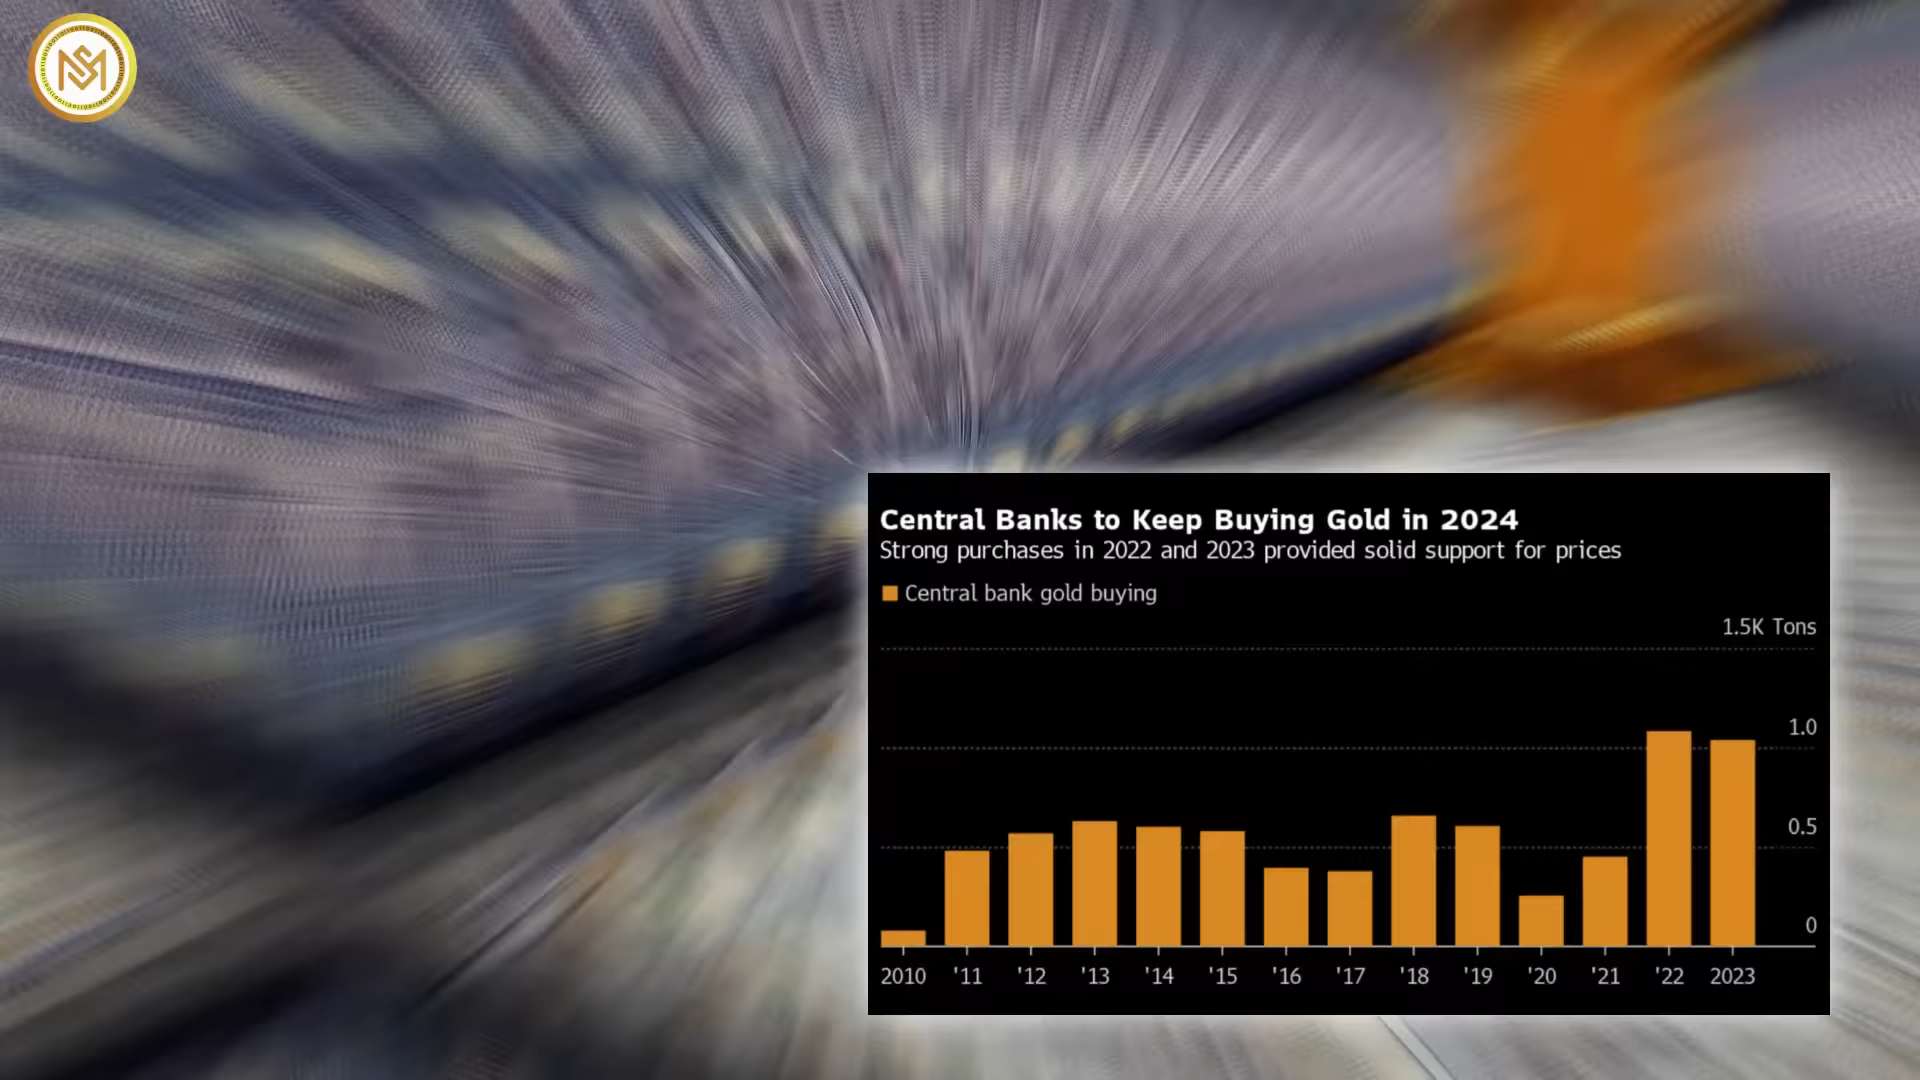 Central Banks to Keep Buying Gold in 2024
Strong purchases in 2022 and 2023 provided solid support for prices
Central bank gold buying
1.5K Tons
1.0
0.5
0
2010 '11 '12 '13 '14 '15 '16 '17 '18 '19 '20 '21 '22 2023